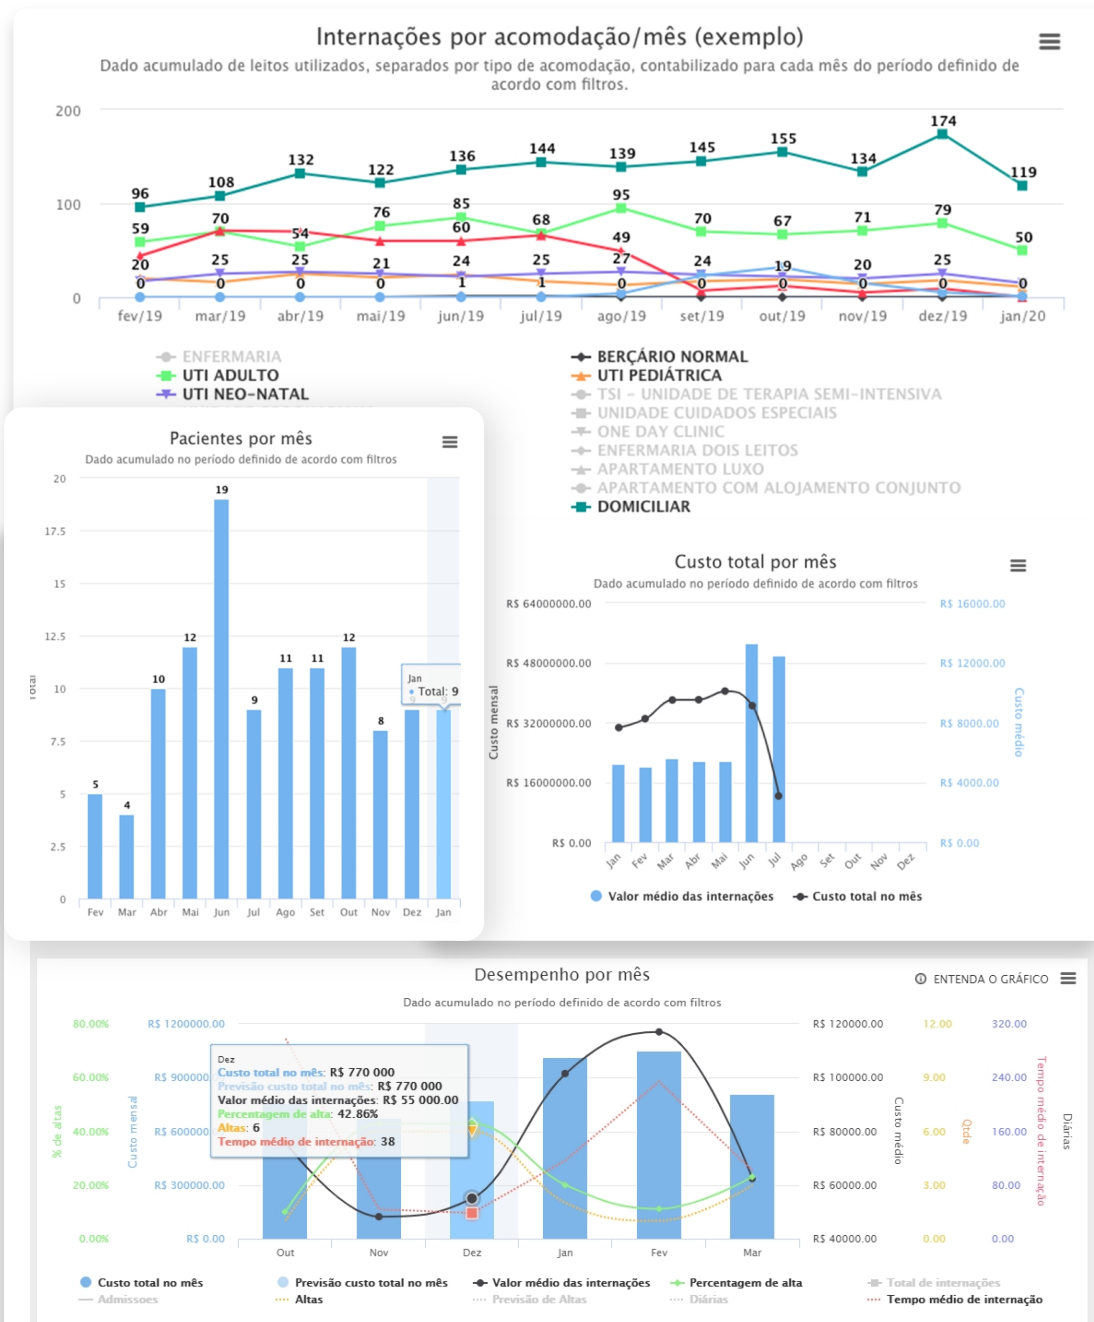 Internações por acomodação/mês (exemplo)
Dado acumulado de leitos utilizados, separados por tipo de acomodação, contabilizado para cada mês do período definido de
acordo com filtros.
200
100
0
96 108 132 122 136 144 139 145 155 134 174 119
59 70 54 76 85 68 95 70 67 71 79 50
60 49
20 25 25 21 24 25 27 24 19 20 25
0 0 0 0 1 1 0 0 0 0 0 0
fev/19 mar/19 abr/19 mai/19 jun/19 jul/19 ago/19 set/19 out/19 nov/19 dez/19 jan/20
ENFERMARIA
UTI ADULTO
UTI NEO-NATAL
BERÇÁRIO NORMAL
UTI PEDIÁTRICA
TSI - UNIDADE DE TERAPIA SEMI-INTENSIVA
UNIDADE CUIDADOS ESPECIAIS
ONE DAY CLINIC
ENFERMARIA DOIS LEITOS
APARTAMENTO LUXO
APARTAMENTO COM ALOJAMENTO CONJUNTO
DOMICILIAR
Pacientes por mês
Dado acumulado no período definido de acordo com filtros
Total
20
17.5
15
12.5
10
7.5
5
2.5
0
5 4 10 12 19 9 11 11 12 8 9
Jan
Total: 9
Fev Mar Abr Mai Jun Jul Ago Set Out Nov Dez Jan
Custo total por mês
Dado acumulado no período definido de acordo com filtros
Custo mensal
R$ 64000000.00
R$ 48000000.00
R$ 32000000.00
R$ 16000000.00
R$ 0.00
R$ 16000.00
R$ 12000.00
R$ 8000.00
R$ 4000.00
R$ 0.00
Custo médio
Jan Fev Mar Abr Mai Jun Jul Ago Set Out Nov Dez
Valor médio das internações Custo total no mês
Desempenho por mês
ENTENDA O GRÁFICO
Dado acumulado no período definido de acordo com filtros
% de altas
80.00%
60.00%
40.00%
20.00%
0.00%
Custo mensal
R$ 1200000.00
R$ 900000
R$ 600000
R$ 300000.00
R$ 0.00
Dez
Custo total no mês: R$ 770 000
Previsão custo total no mês: R$ 770 000
Valor médio das internações: R$ 55 000.00
Percentagem de alta: 42.86%
Altas: 6
Tempo médio de internação: 38
R$ 120000.00
R$ 100000.00
R$ 80000.00
R$ 60000.00
R$ 40000.00
Custo médio
12.00
9.00
6.00
3.00
0.00
Qtde
320.00
240.00
160.00
80.00
0.00
Tempo médio de internação
Diárias
Out Nov Dez Jan Fev Mar
Custo total no mês Previsão custo total no mês Valor médio das internações Percentagem de alta Total de internações
Admissoes Altas Previsão de Altas Diárias Tempo médio de internação